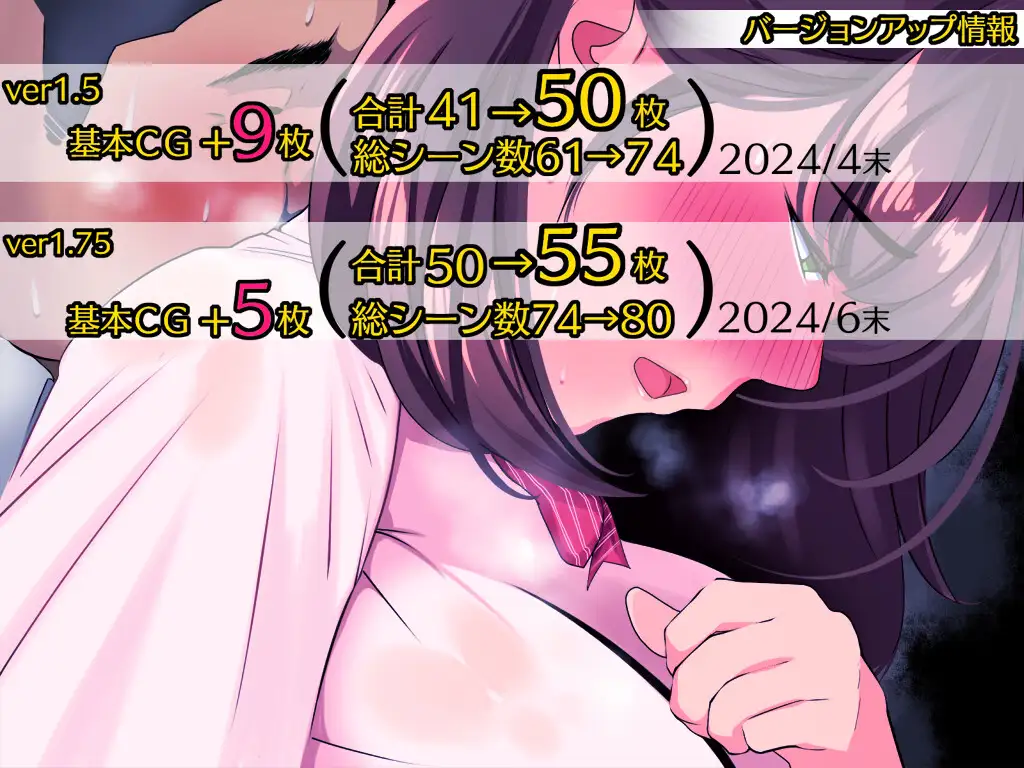 バージョンアップ情報
ver1.5
基本CG+9枚(合計41→50枚
総シーン数61→74)2024/4末
ver1.75
基本CG+5枚(合計50→55枚
総シーン数74→80)2024/6末